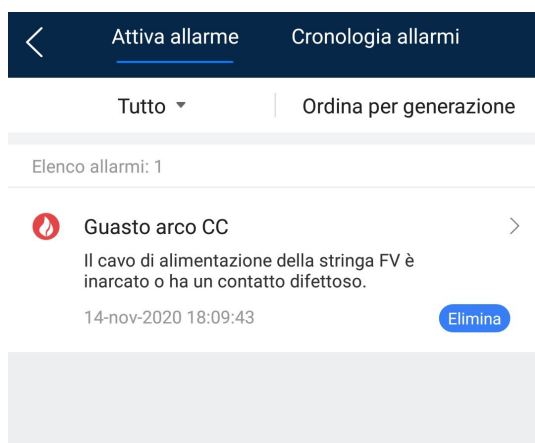 Attiva allarme Cronologia allarmi
Tutto Ordina per generazione
Elenco allarmi: 1
Guasto arco CC
Il cavo di alimentazione della stringa FV è
inarcato o ha un contatto difettoso.
14-nov-2020 18:09:43 Elimina